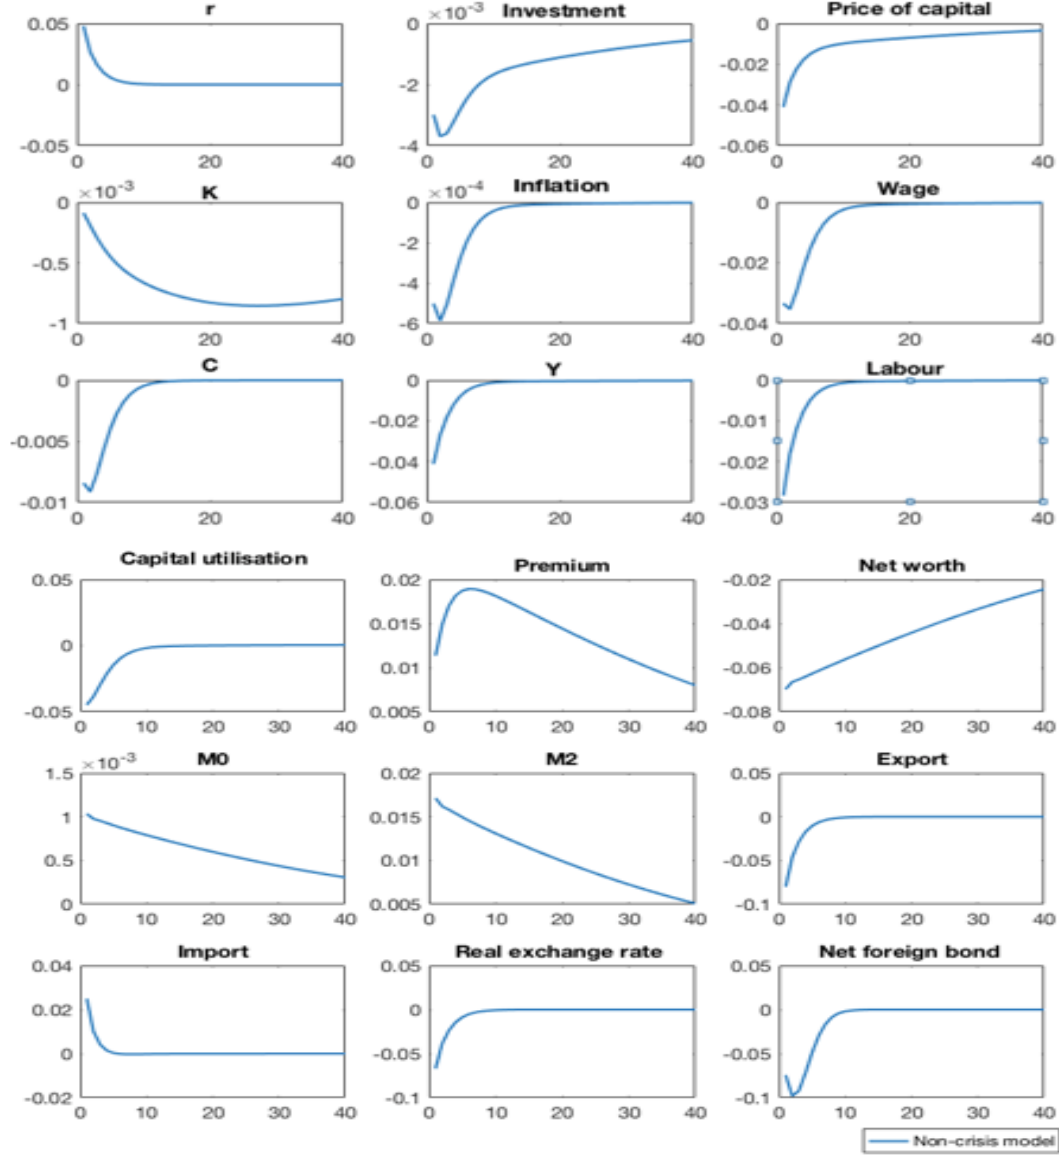 r Investment Price of capital
×10-3
0.05 0 0
-0.02
0 -2
-0.04
-0.05 -4 -0.06
0 20 40 0 20 40 0 20 40
×10-3 K ×10-4 Inflation Wage
0 0 0
-2
-0.5 -0.02
-4
-1 -6 -0.04
0 20 40 0 20 40 0 20 40
C Y Labour
0 0 0
-0.02 -0.01
-0.005
-0.04 -0.02
-0.01 -0.06 -0.03
0 20 40 0 20 40 0 20 40
Capital utilisation Premium Net worth
0.05 0.02 -0.02
0.015 -0.04
0
0.01 -0.06
-0.05 0.005 -0.08
0 10 20 30 40 0 10 20 30 40 0 10 20 30 40
×10-3 M0 M2 Export
1.5 0.02 0.05
1 0.015 0
0.5 0.01 -0.05
0 0.005 -0.1
0 10 20 30 40 0 10 20 30 40 0 10 20 30 40
Import Real exchange rate Net foreign bond
0.04 0.05 0.05
0.02 0 0
0 -0.05 -0.05
-0.02 -0.1 -0.1
0 10 20 30 40 0 10 20 30 40 0 10 20 30 40
Non-crisis model